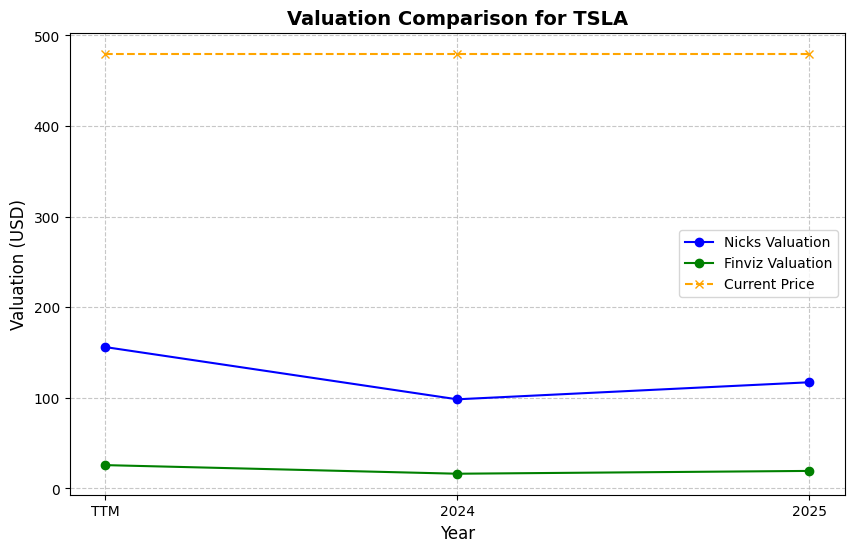 Valuation Comparison for TSLA
Valuation (USD)
500
400
300
200
100
0
Nicks Valuation
Finviz Valuation
Current Price
TTM
2024
2025
Year